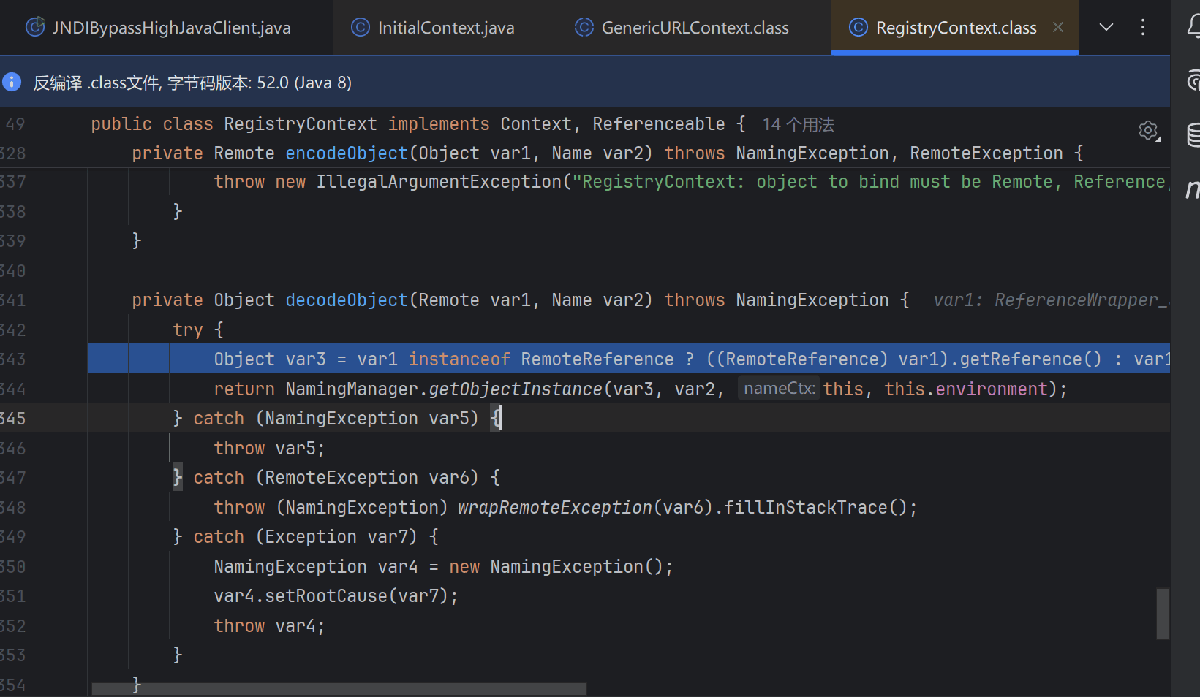 JNDIBypassHighJavaClient.java InitialContext.java GenericURLContext.class RegistryContext.class
反编译 .class文件, 字节码版本: 52.0 (Java 8)
49 public class RegistryContext implements Context, Referenceable { 14 个用法
328 private Remote encodeObject(Object var1, Name var2) throws NamingException, RemoteException {
337 throw new IllegalArgumentException("RegistryContext: object to bind must be Remote, Reference,
338 }
339 }
340
341 private Object decodeObject(Remote var1, Name var2) throws NamingException { var1: ReferenceWrapper_
342 try {
343 Object var3 = var1 instanceof RemoteReference ? ((RemoteReference) var1).getReference() : var1
344 return NamingManager.getObjectInstance(var3, var2, nameCtx: this, this.environment);
345 } catch (NamingException var5) {
346 throw var5;
347 } catch (RemoteException var6) {
348 throw (NamingException) wrapRemoteException(var6).fillInStackTrace();
349 } catch (Exception var7) {
350 NamingException var4 = new NamingException();
351 var4.setRootCause(var7);
352 throw var4;
353 }
354 }